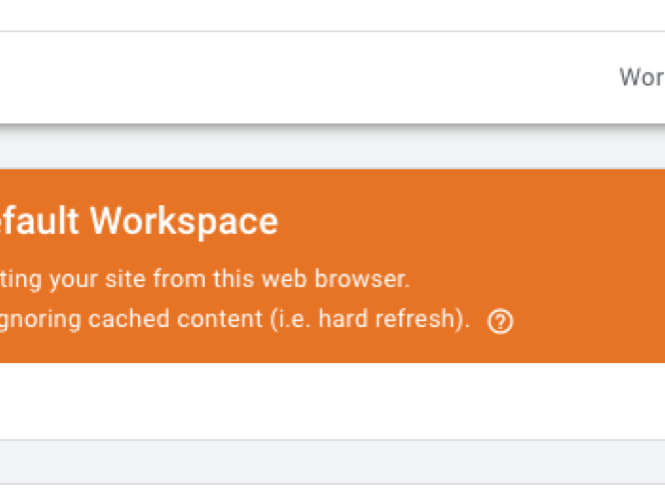 Wor
efault Workspace
ting your site from this web browser.
gnoring cached content (i.e. hard refresh).